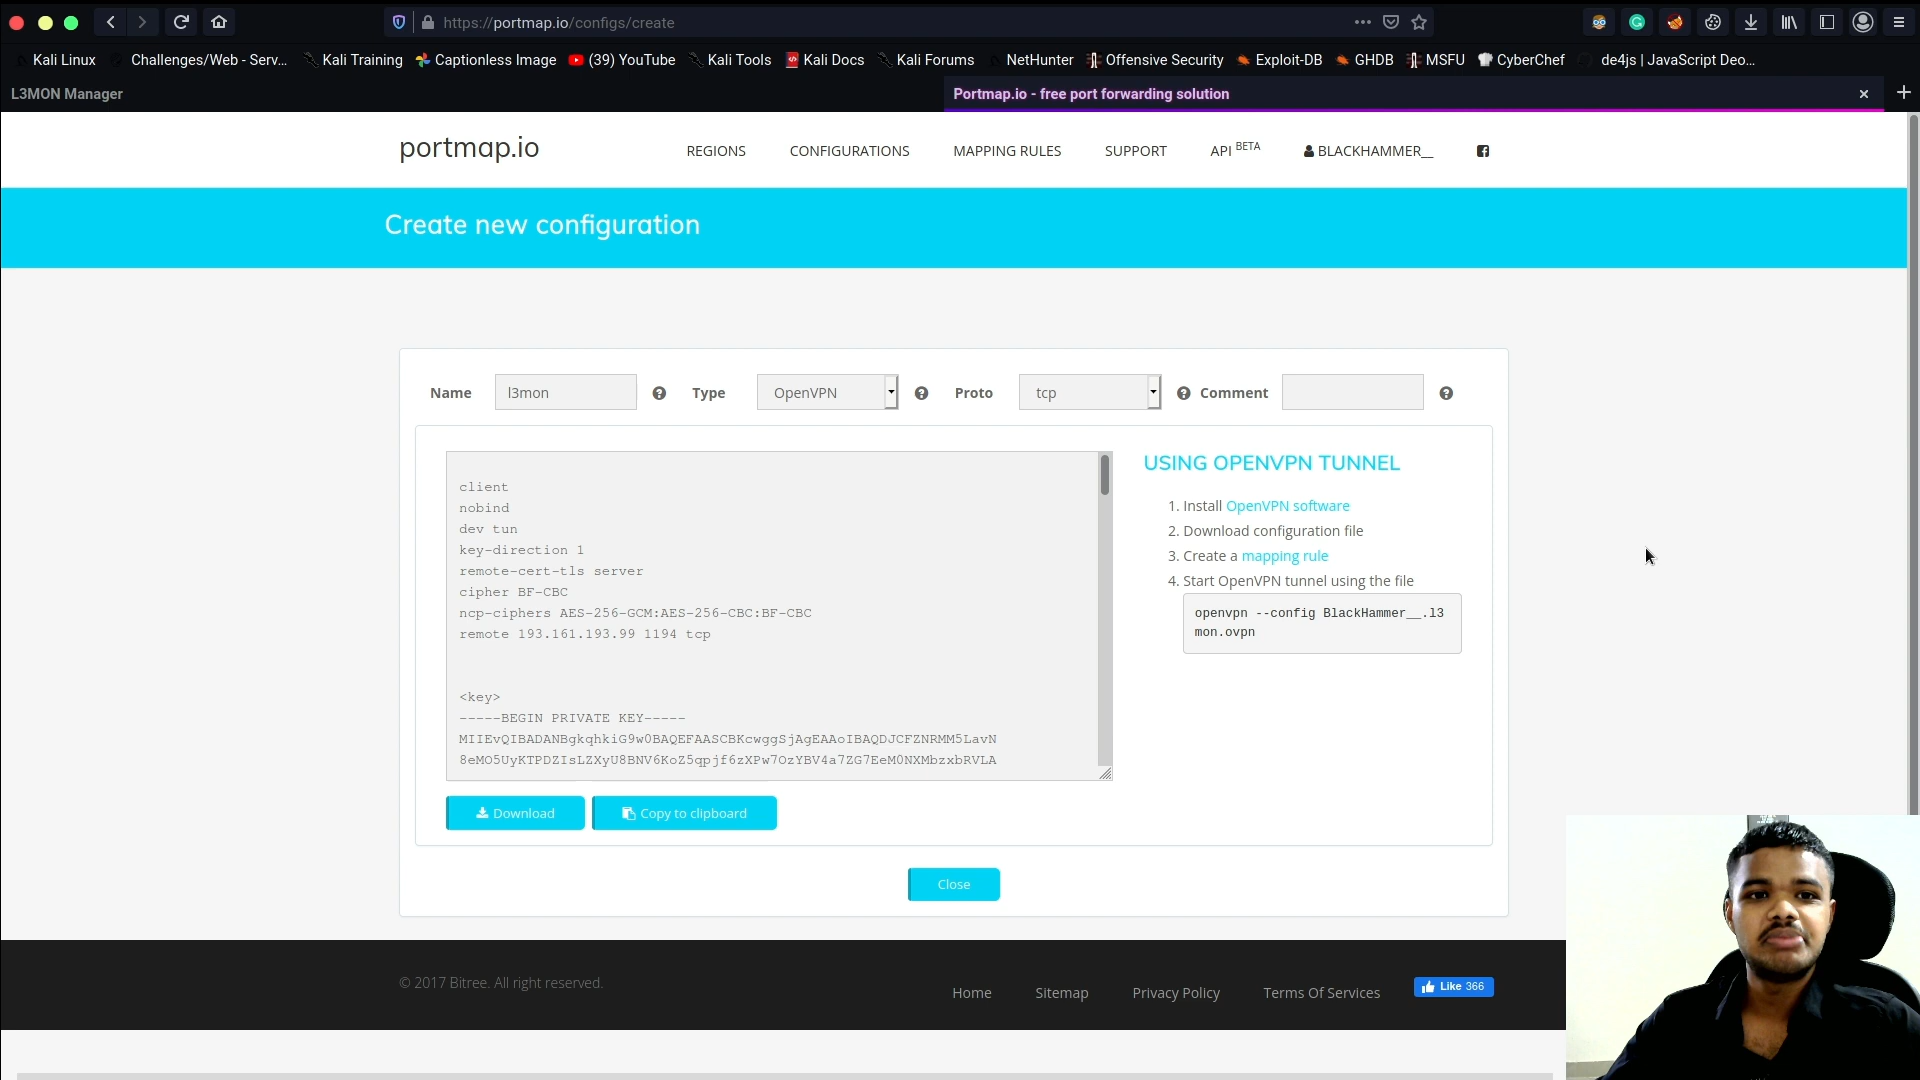 https://portmap.io/configs/create
Kali Linux
Challenges/Web - Serv...
Kali Training
Captionless Image
(39) YouTube
Kali Tools
Kali Docs
Kali Forums
NetHunter
Offensive Security
Exploit-DB
GHDB
MSFU
CyberChef
de4js | JavaScript Deo...
L3MON Manager
Portmap.io - free port forwarding solution
portmap.io
REGIONS
CONFIGURATIONS
MAPPING RULES
SUPPORT
API BETA
BLACKHAMMER__
Create new configuration
Name
l3mon
Type
OpenVPN
Proto
tcp
Comment
client
nobind
dev tun
key-direction 1
remote-cert-tls server
cipher BF-CBC
ncp-ciphers AES-256-GCM:AES-256-CBC:BF-CBC
remote 193.161.193.99 1194 tcp
<key>
-----BEGIN PRIVATE KEY-----
MIIEvQIBADANBgkqhkiG9w0BAQEFAASCBKcwggSjAgEAAoIBAQDJCFZNRMM5LavN
8eMO5UyKTPDZIsLZXyU8BNV6KoZ5qpjf6zXPw7OzYBV4a7ZG7EeM0NXMbzxbRVLA
Download
Copy to clipboard
USING OPENVPN TUNNEL
1. Install OpenVPN software
2. Download configuration file
3. Create a mapping rule
4. Start OpenVPN tunnel using the file
openvpn --config BlackHammer__.l3
mon.ovpn
Close
© 2017 Bitree. All right reserved.
Home
Sitemap
Privacy Policy
Terms Of Services
Like 366